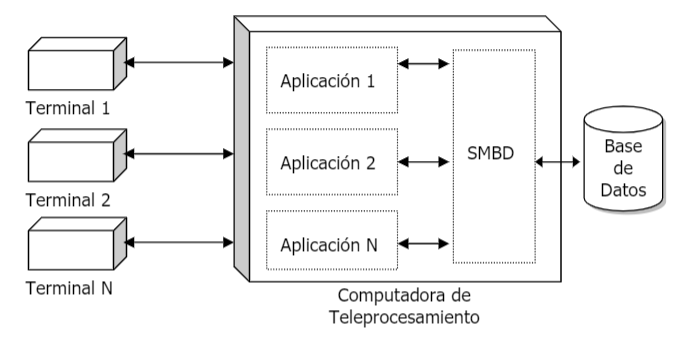 Terminal 1
Terminal 2
Terminal N
Aplicación 1
Aplicación 2
Aplicación N
SMBD
Base
de
Datos
Computadora de
Teleprocesamiento